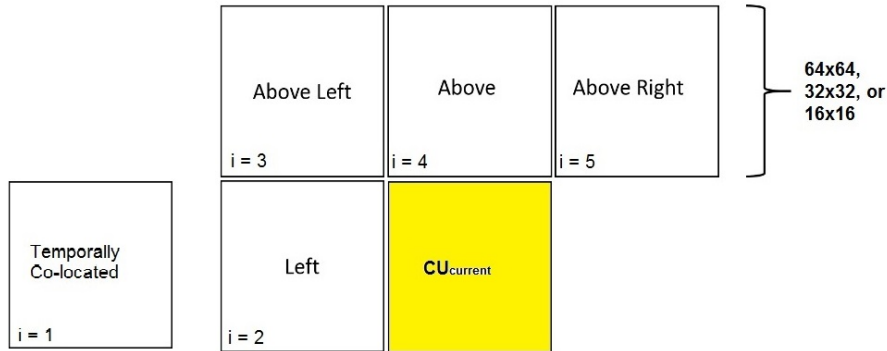 Above Left
i = 3
Above
i = 4
Above Right
i = 5
64x64,
32x32, or
16x16
Temporally
Co-located
i = 1
Left
i = 2
CUcurrent